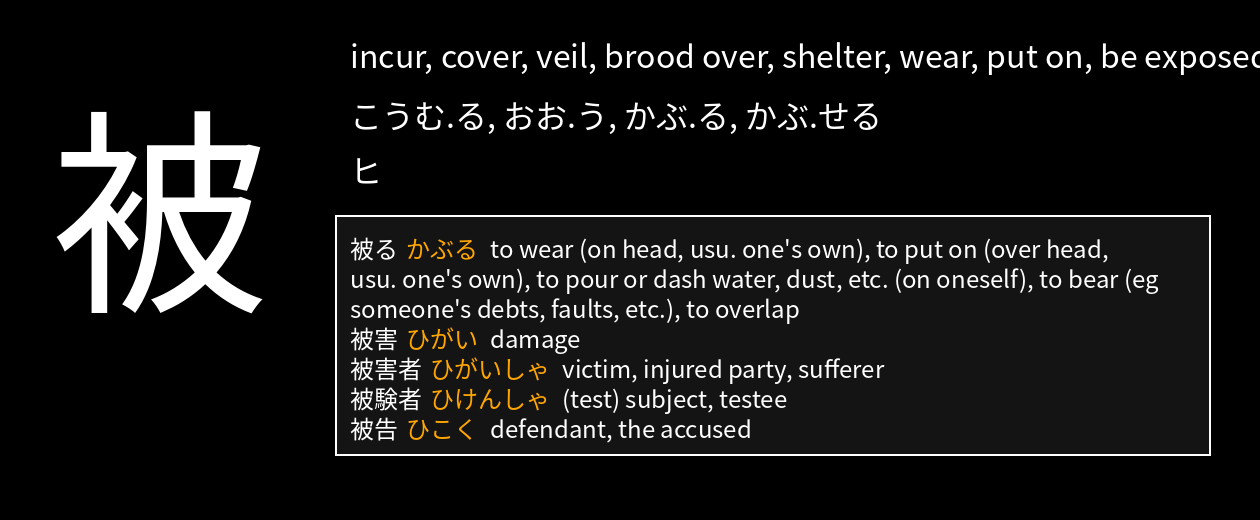 被
incur, cover, veil, brood over, shelter, wear, put on, be exposed
こうむ.る, おお.う, かぶ.る, かぶ.せる
ヒ
被る かぶる to wear (on head, usu. one's own), to put on (over head,
usu. one's own), to pour or dash water, dust, etc. (on oneself), to bear (eg
someone's debts, faults, etc.), to overlap
被害 ひがい damage
被害者 ひがいしゃ victim, injured party, sufferer
被験者 ひけんしゃ (test) subject, testee
被告 ひこく defendant, the accused